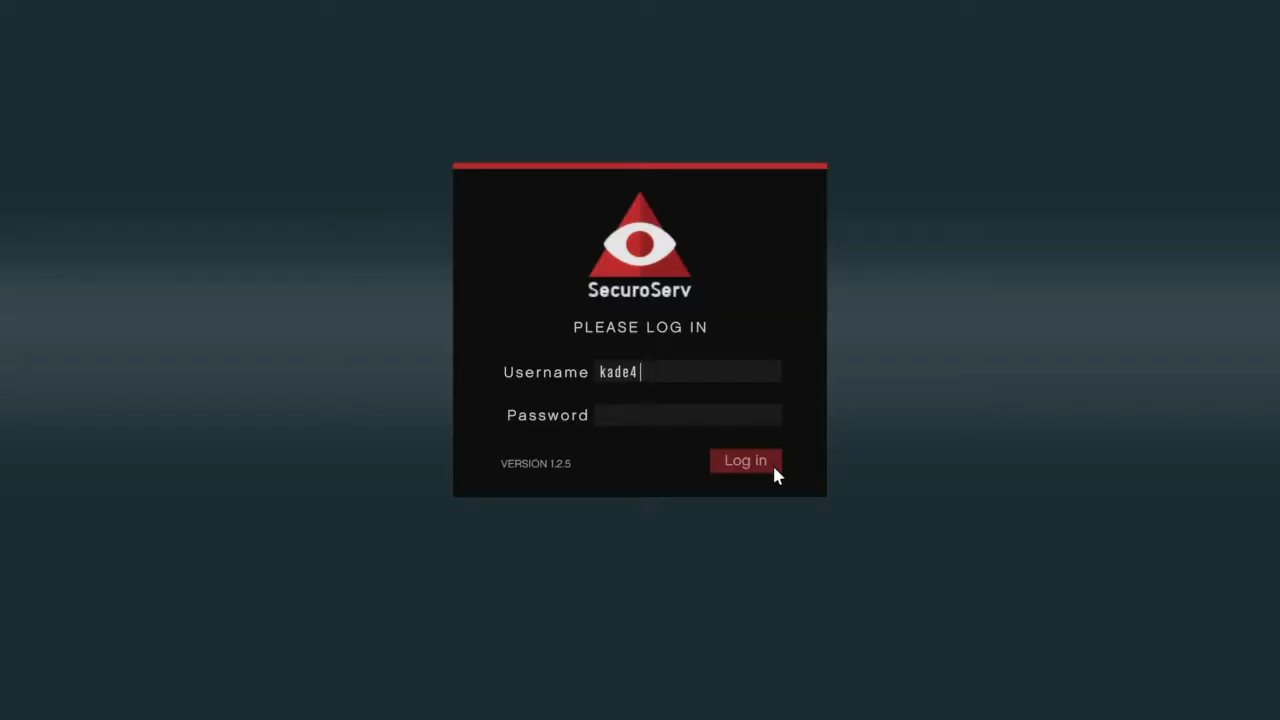 SecuroServ
PLEASE LOG IN
Username kade4
Password
VERSION 1.2.5 Log in